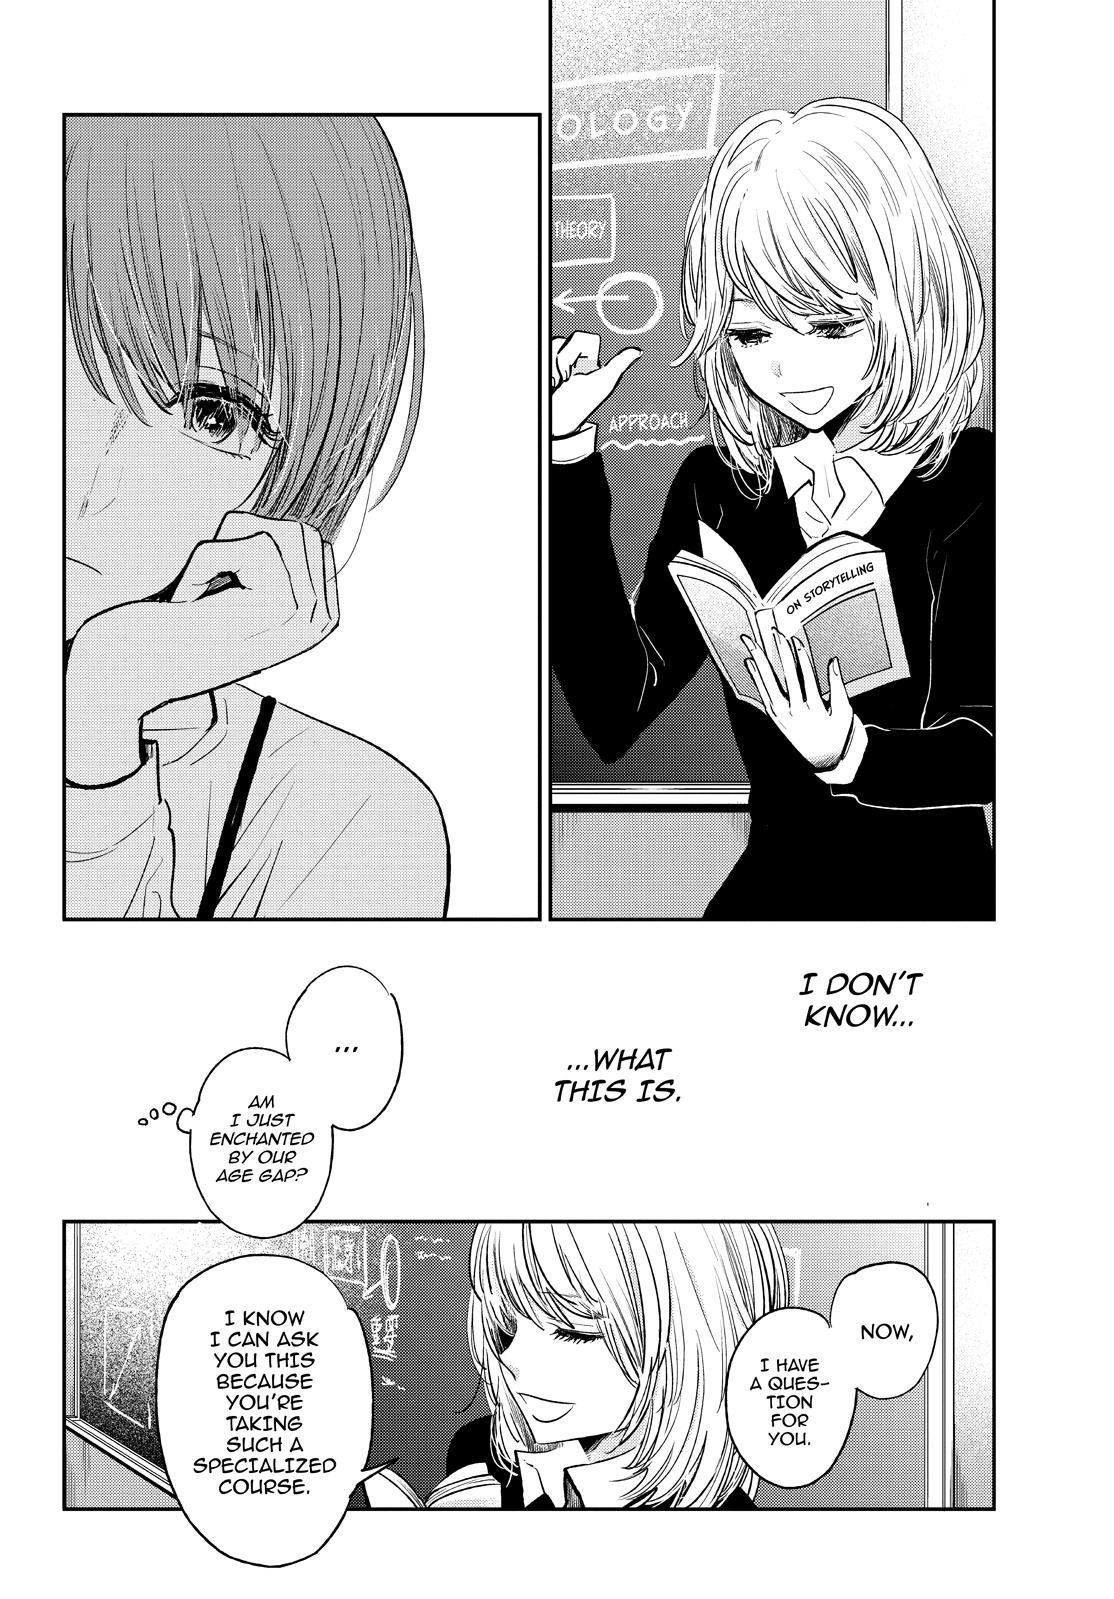 OLOGY
THEORY
APPROACH
ON STORYTELLING
I DON'T
KNOW...
...WHAT
THIS IS.
...
AM
I JUST
ENCHANTED
BY OUR
AGE GAP?
NOW,
I HAVE
A QUES-
TION
FOR
YOU.
I KNOW
I CAN ASK
YOU THIS
BECAUSE
YOU'RE
TAKING
SUCH A
SPECIALIZED
COURSE.